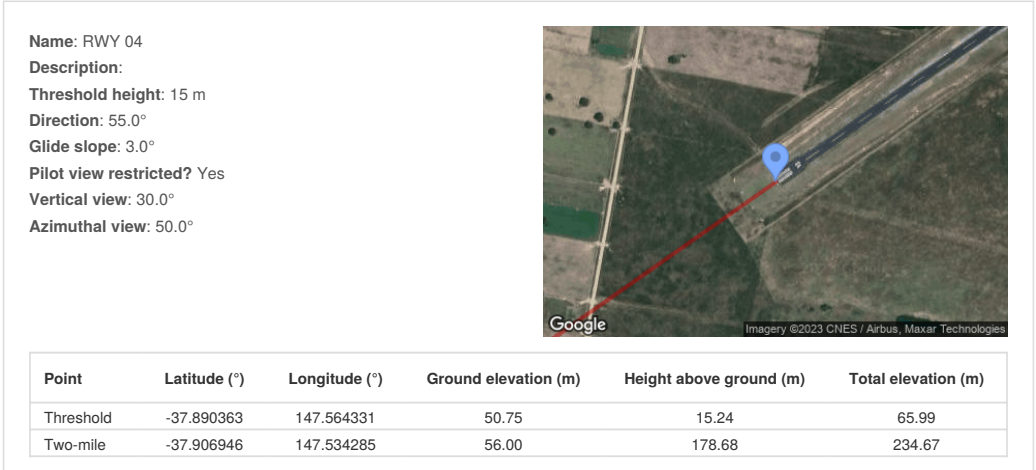 Name: RWY 04
Description:
Threshold height: 15 m
Direction: 55.0°
Glide slope: 3.0°
Pilot view restricted? Yes
Vertical view: 30.0°
Azimuthal view: 50.0°
Google
Imagery ©2023 CNES / Airbus, Maxar Technologies
Point Latitude (°) Longitude (°) Ground elevation (m) Height above ground (m) Total elevation (m)
Threshold -37.890363 147.564331 50.75 15.24 65.99
Two-mile -37.906946 147.534285 56.00 178.68 234.67